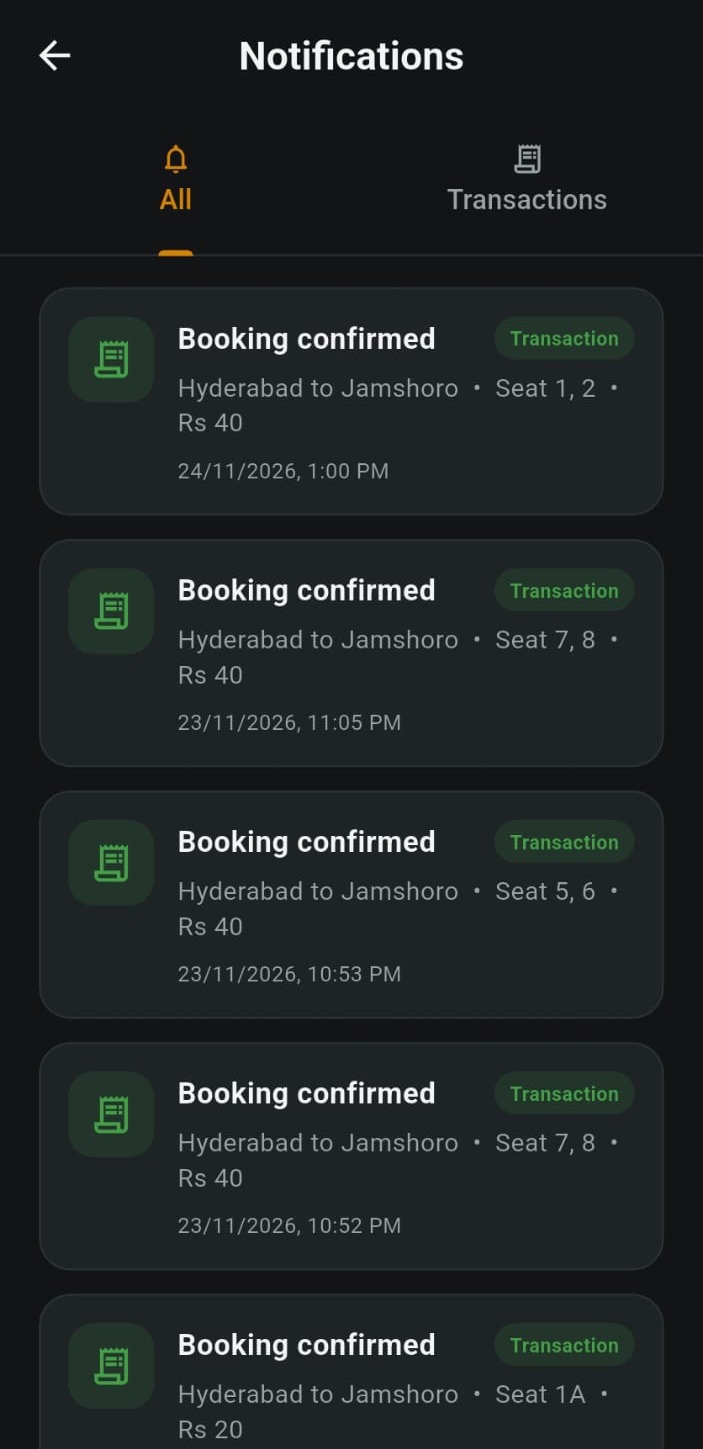 Notifications
All
Transactions
Booking confirmed
Transaction
Hyderabad to Jamshoro • Seat 1, 2 •
Rs 40
24/11/2026, 1:00 PM
Booking confirmed
Transaction
Hyderabad to Jamshoro • Seat 7, 8 •
Rs 40
23/11/2026, 11:05 PM
Booking confirmed
Transaction
Hyderabad to Jamshoro • Seat 5, 6 •
Rs 40
23/11/2026, 10:53 PM
Booking confirmed
Transaction
Hyderabad to Jamshoro • Seat 7, 8 •
Rs 40
23/11/2026, 10:52 PM
Booking confirmed
Transaction
Hyderabad to Jamshoro • Seat 1A •
Rs 20